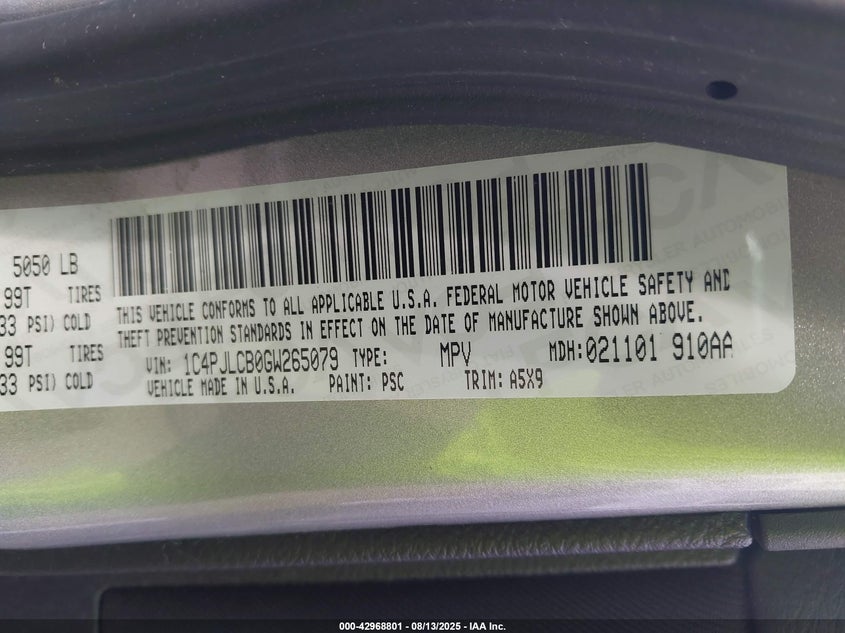 5050 LB
99T TIRES
33 PSI) COLD
99T TIRES
33 PSI) COLD
THIS VEHICLE CONFORMS TO ALL APPLICABLE U.S.A. FEDERAL MOTOR VEHICLE SAFETY AND
THEFT PREVENTION STANDARDS IN EFFECT ON THE DATE OF MANUFACTURE SHOWN ABOVE.
VIN: 1C4PJLCB0GW265079 TYPE: MPV MDH:021101 910AA
VEHICLE MADE IN U.S.A. PAINT: PSC TRIM: A5X9
000-42968801 - 08/13/2025 - IAA Inc.